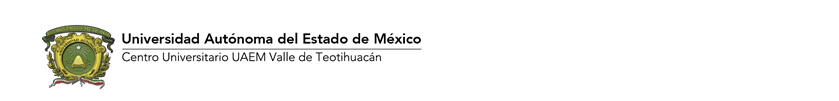 Universidad Autónoma del Estado de México
Centro Universitario UAEM Valle de Teotihuacán